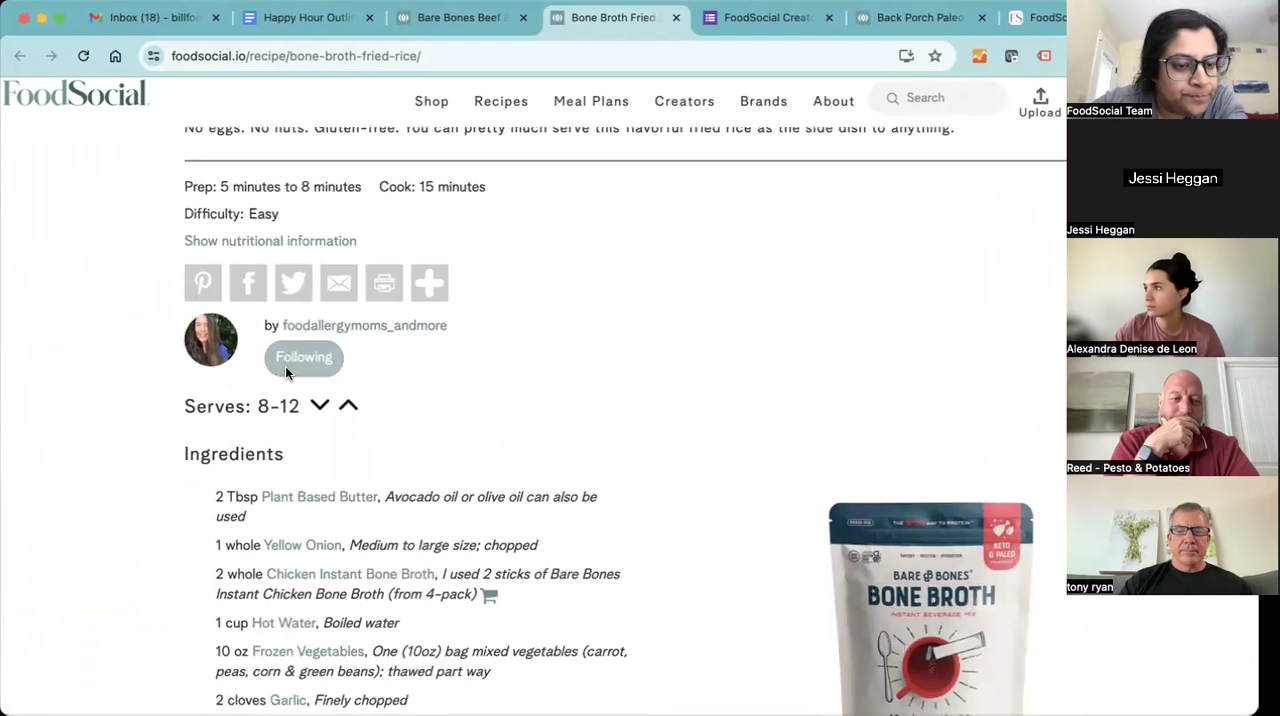 Inbox (18) - billfo
Happy Hour Outli
Bare Bones Beef &
Bone Broth Fried
FoodSocial Creat
Back Porch Paleo
FoodSo
foodsocial.io/recipe/bone-broth-fried-rice/
FoodSocial
Shop
Recipes
Meal Plans
Creators
Brands
About
Search
Upload
No eggs. No nuts. Gluten-free. You can pretty much serve this flavorful fried rice as the side dish to anything.
Prep: 5 minutes to 8 minutes Cook: 15 minutes
Difficulty: Easy
Show nutritional information
by foodallergymoms_andmore
Following
Serves: 8-12
Ingredients
2 Tbsp Plant Based Butter, Avocado oil or olive oil can also be
used
1 whole Yellow Onion, Medium to large size; chopped
2 whole Chicken Instant Bone Broth, I used 2 sticks of Bare Bones
Instant Chicken Bone Broth (from 4-pack)
1 cup Hot Water, Boiled water
10 oz Frozen Vegetables, One (10oz) bag mixed vegetables (carrot,
peas, corn & green beans); thawed part way
2 cloves Garlic, Finely chopped
KETO
& PALEO
BARE BONES
BONE BROTH
INSTANT BEVERAGE MIX
FoodSocial Team
Jessi Heggan
Jessi Heggan
Alexandra Denise de Leon
Reed - Pesto & Potatoes
tony ryan